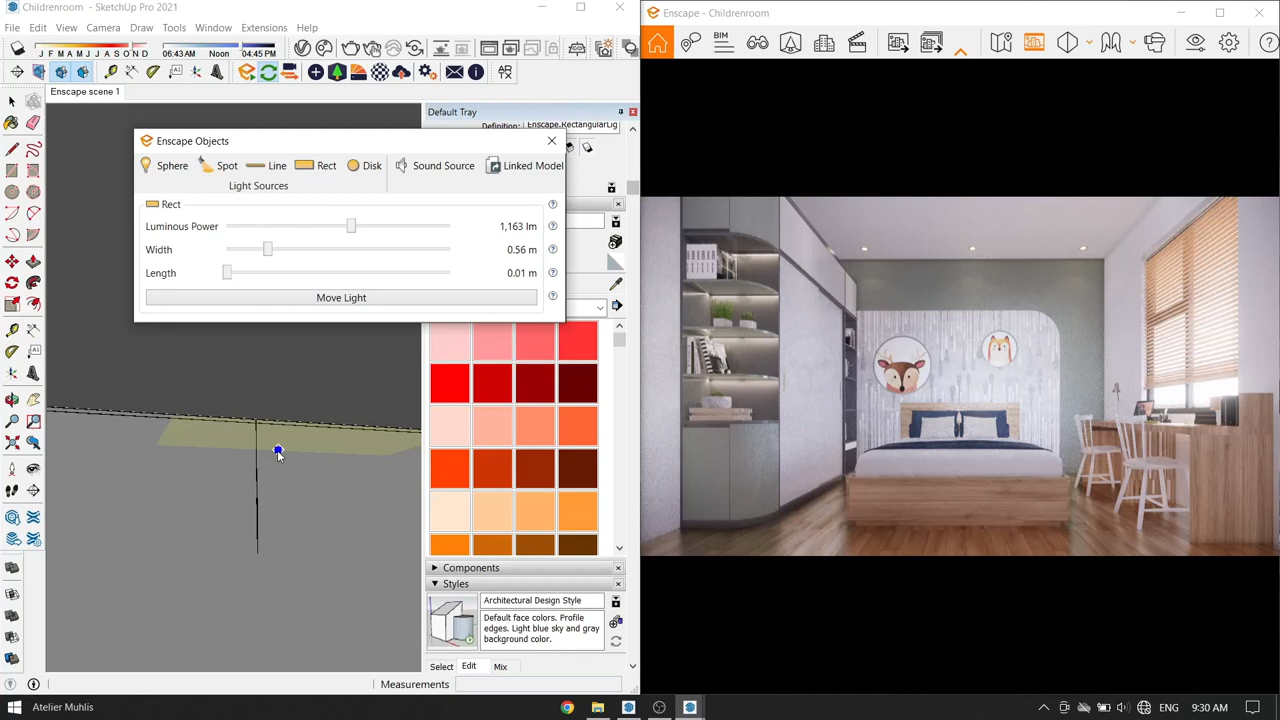 Childrenroom - SketchUp Pro 2021
Enscape - Childrenroom
File Edit View Camera Draw Tools Window Extensions Help
BIM
J F M A M J J A S O N D
06:43 AM Noon 04:45 PM
Enscape scene 1
Default Tray
Definition: Enscape.RectangularLig
Enscape Objects
Sphere Spot Line Rect Disk Sound Source Linked Model
Light Sources
Rect
Luminous Power 1,163 lm
Width 0.56 m
Length 0.01 m
Move Light
Components
Styles
Architectural Design Style
Default face colors. Profile
edges. Light blue sky and gray
background color.
Select Edit Mix
Measurements
Atelier Muhlis
ENG 9:30 AM